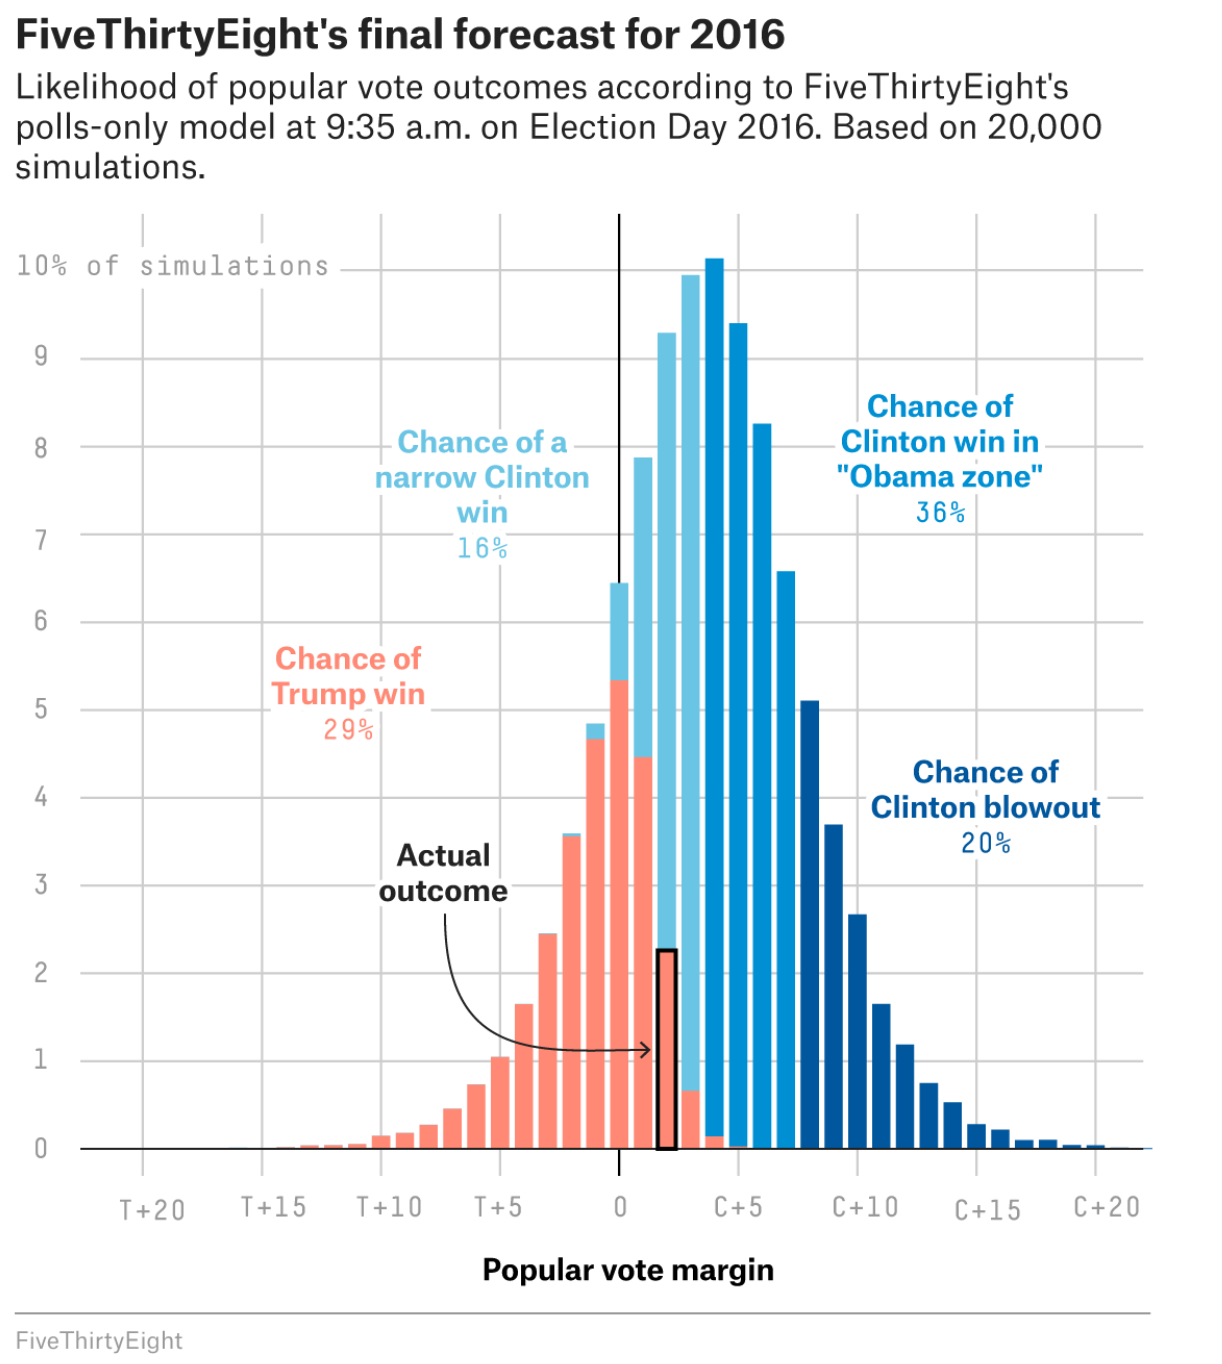 FiveThirtyEight's final forecast for 2016
Likelihood of popular vote outcomes according to FiveThirtyEight's
polls-only model at 9:35 a.m. on Election Day 2016. Based on 20,000
simulations.
10% of simulations
9
8
7
6
5
4
3
2
1
0
Chance of a
narrow Clinton
win
16%
Chance of
Clinton win in
"Obama zone"
36%
Chance of
Trump win
29%
Chance of
Clinton blowout
20%
Actual
outcome
T+20 T+15 T+10 T+5 0 C+5 C+10 C+15 C+20
Popular vote margin
FiveThirtyEight